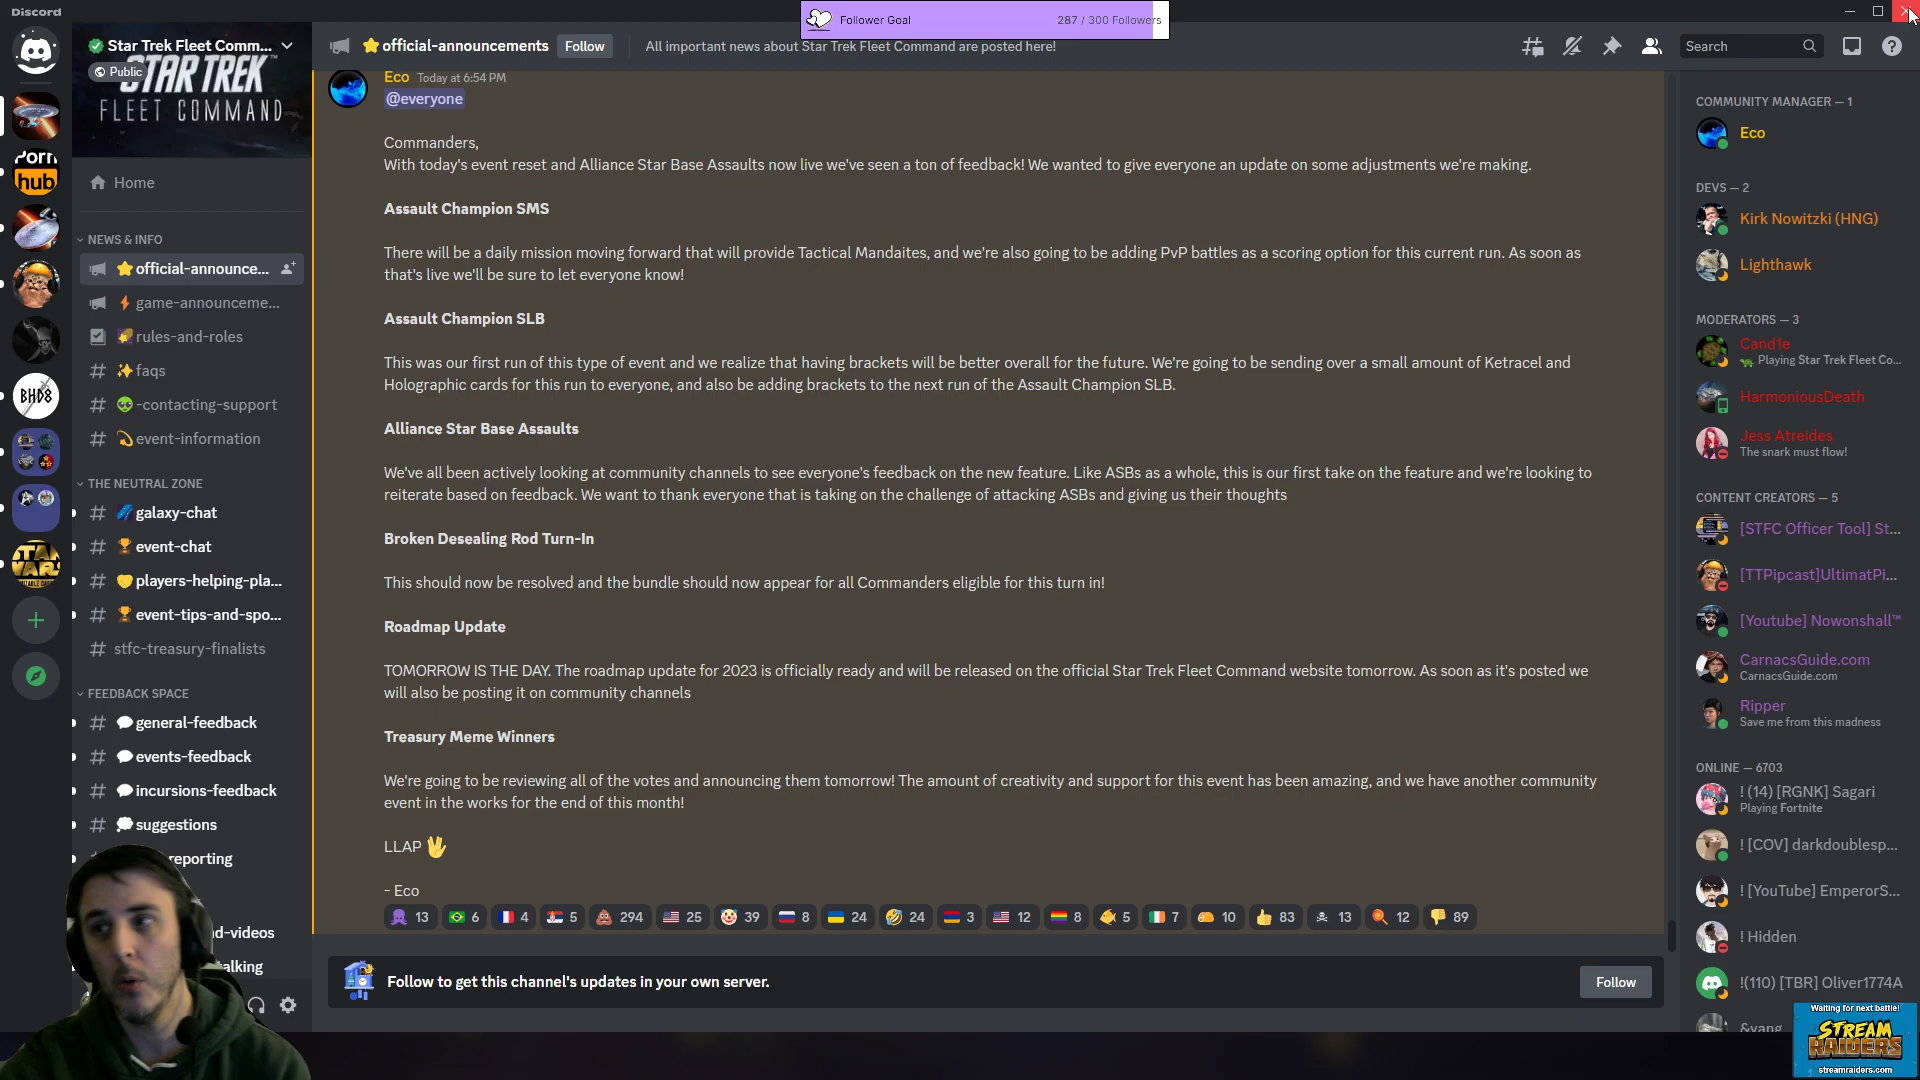 Discord
Follower Goal 287 / 300 Followers
Star Trek Fleet Comm...
Public
STAR TREK
FLEET COMMAND
official-announcements Follow All important news about Star Trek Fleet Command are posted here! Search
Porn
hub
BHD8
STAR
WARS
Home
NEWS & INFO
official-announce...
game-announceme...
rules-and-roles
faqs
-contacting-support
event-information
THE NEUTRAL ZONE
galaxy-chat
event-chat
players-helping-pla...
event-tips-and-spo...
stfc-treasury-finalists
FEEDBACK SPACE
general-feedback
events-feedback
incursions-feedback
suggestions
reporting
d-videos
alking
Eco Today at 6:54 PM
@everyone
Commanders,
With today's event reset and Alliance Star Base Assaults now live we've seen a ton of feedback! We wanted to give everyone an update on some adjustments we're making.
Assault Champion SMS
There will be a daily mission moving forward that will provide Tactical Mandaites, and we're also going to be adding PvP battles as a scoring option for this current run. As soon as
that's live we'll be sure to let everyone know!
Assault Champion SLB
This was our first run of this type of event and we realize that having brackets will be better overall for the future. We're going to be sending over a small amount of Ketracel and
Holographic cards for this run to everyone, and also be adding brackets to the next run of the Assault Champion SLB.
Alliance Star Base Assaults
We've all been actively looking at community channels to see everyone's feedback on the new feature. Like ASBs as a whole, this is our first take on the feature and we're looking to
reiterate based on feedback. We want to thank everyone that is taking on the challenge of attacking ASBs and giving us their thoughts
Broken Desealing Rod Turn-In
This should now be resolved and the bundle should now appear for all Commanders eligible for this turn in!
Roadmap Update
TOMORROW IS THE DAY. The roadmap update for 2023 is officially ready and will be released on the official Star Trek Fleet Command website tomorrow. As soon as it's posted we
will also be posting it on community channels
Treasury Meme Winners
We're going to be reviewing all of the votes and announcing them tomorrow! The amount of creativity and support for this event has been amazing, and we have another community
event in the works for the end of this month!
LLAP 🖖
- Eco
13 6 4 5 294 25 39 8 24 24 3 12 8 5 7 10 83 13 12 89
Follow to get this channel's updates in your own server. Follow
COMMUNITY MANAGER — 1
Eco
DEVS — 2
Kirk Nowitzki (HNG)
Lighthawk
MODERATORS — 3
Cand1e
Playing Star Trek Fleet Co...
HarmoniousDeath
Jess Atreides
The snark must flow!
CONTENT CREATORS — 5
[STFC Officer Tool] St...
[TTPipcast]UltimatPi...
[Youtube] Nowonshall™
CarnacsGuide.com
CarnacsGuide.com
Ripper
Save me from this madness
ONLINE — 6703
! (14) [RGNK] Sagari
Playing Fortnite
! [COV] darkdoublesp...
! [YouTube] EmperorS...
! Hidden
!(110) [TBR] Oliver1774A
&yang
Waiting for next battle!
STREAM
RAIDERS
streamraiders.com